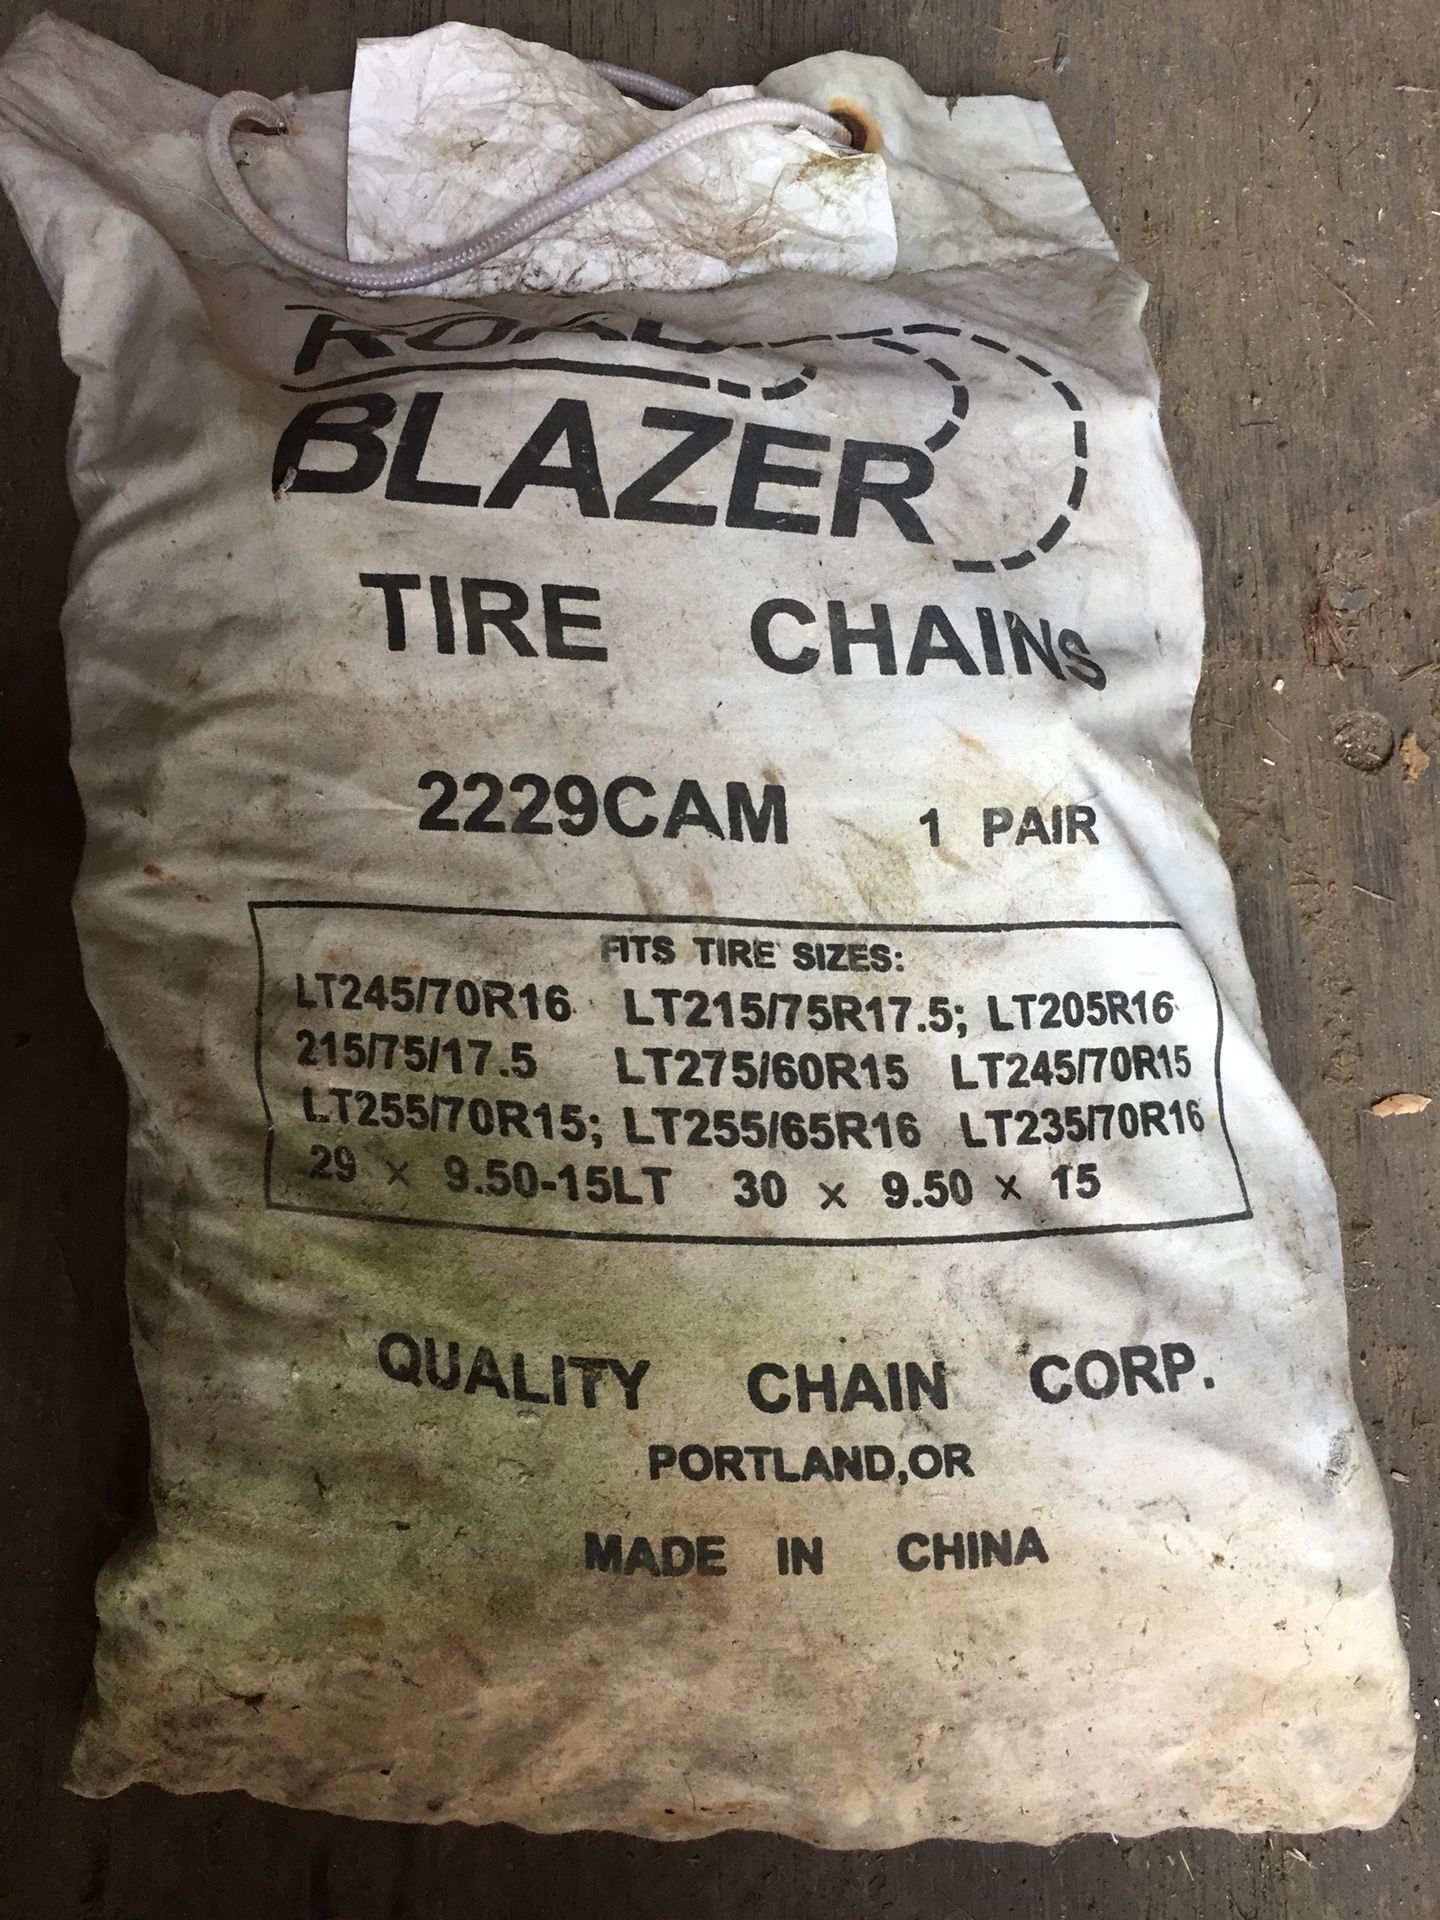 ROAD
BLAZER
TIRE CHAINS
2229CAM 1 PAIR
FITS TIRE SIZES:
LT245/70R16 LT215/75R17.5; LT205R16
215/75/17.5 LT275/60R15 LT245/70R15
LT255/70R15; LT255/65R16 LT235/70R16
29 × 9.50-15LT 30 × 9.50 × 15
QUALITY CHAIN CORP.
PORTLAND,OR
MADE IN CHINA